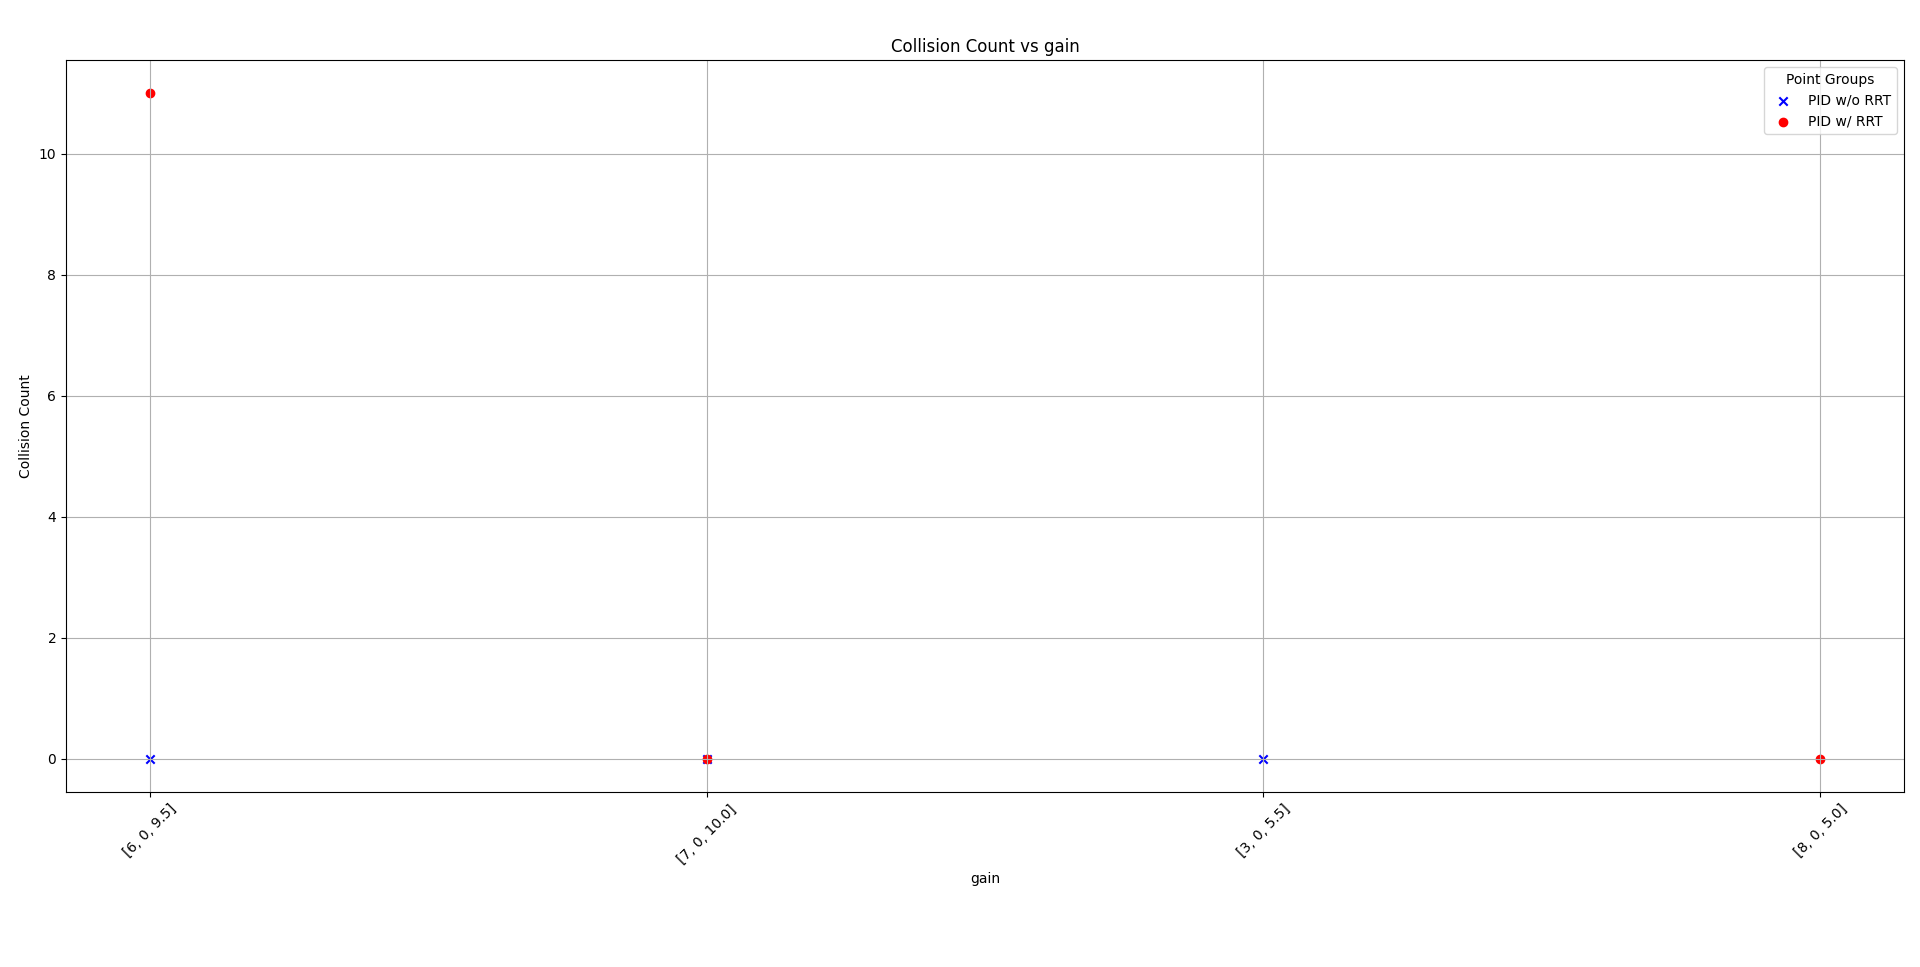 Collision Count vs gain
Point Groups
PID w/o RRT
PID w/ RRT
10
8
6
4
2
0
Collision Count
[6, 0, 9.5]
[7, 0, 10.0]
[3, 0, 5.5]
[8, 0, 5.0]
gain